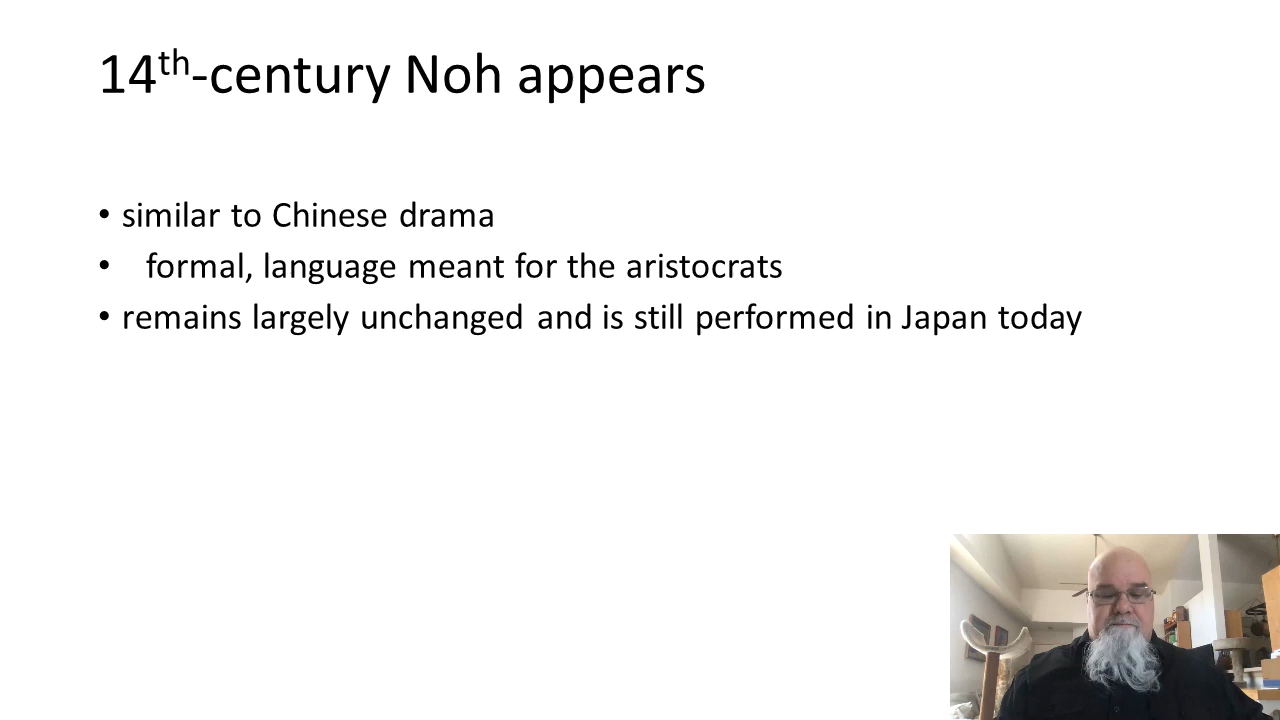 14th-century Noh appears
• similar to Chinese drama
• formal, language meant for the aristocrats
• remains largely unchanged and is still performed in Japan today